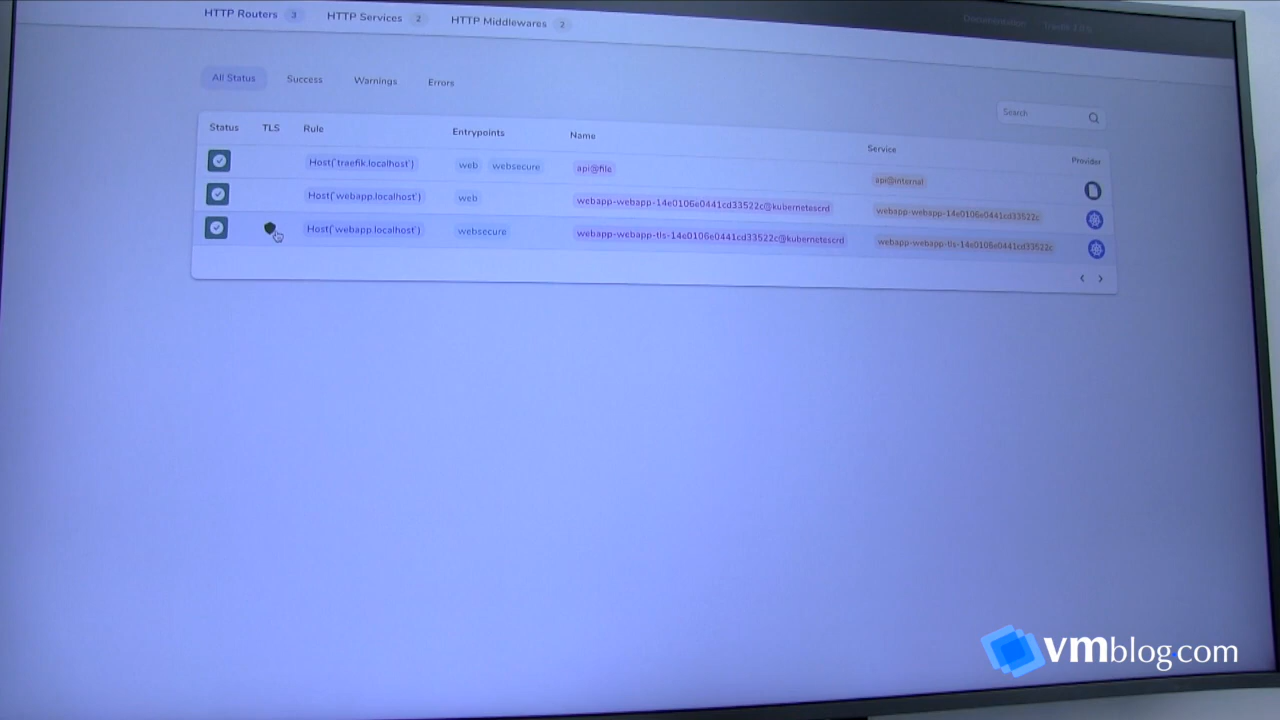 HTTP Routers 3 HTTP Services 2 HTTP Middlewares 2 Documentation
All Status Success Warnings Errors
Search
Status TLS Rule Entrypoints Name Service Provider
Host(`traefik.localhost`) web websecure api@file api@internal
Host(`webapp.localhost`) web webapp-webapp-14e0106e0441cd33522c@kubernetescrd webapp-webapp-14e0106e0441cd33522c
Host(`webapp.localhost`) websecure webapp-webapp-tls-14e0106e0441cd33522c@kubernetescrd webapp-webapp-tls-14e0106e0441cd33522c
vmblog.com